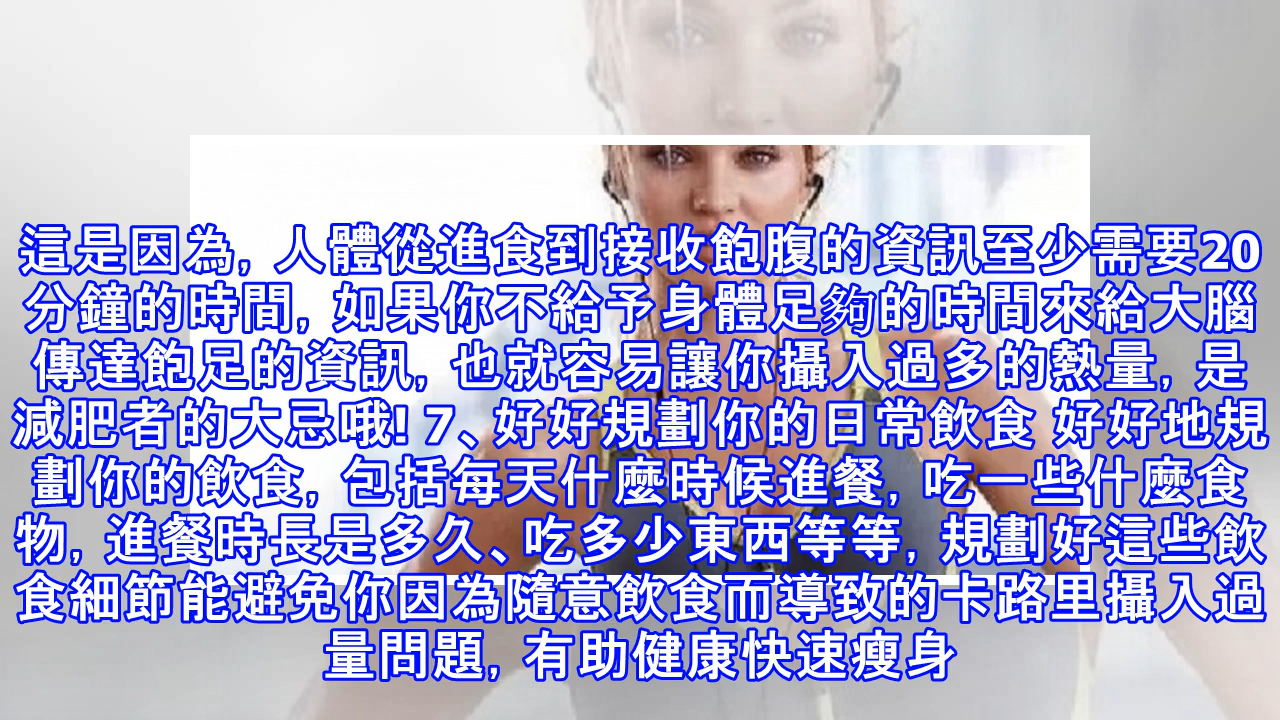 這是因為, 人體從進食到接收飽腹的資訊至少需要20
分鐘的時間, 如果你不給予身體足夠的時間來給大腦
傳達飽足的資訊, 也就容易讓你攝入過多的熱量, 是
減肥者的大忌哦! 7、好好規劃你的日常飲食 好好地規
劃你的飲食, 包括每天什麼時候進餐, 吃一些什麼食
物, 進餐時長是多久、吃多少東西等等, 規劃好這些飲
食細節能避免你因為隨意飲食而導致的卡路里攝入過
量問題, 有助健康快速瘦身